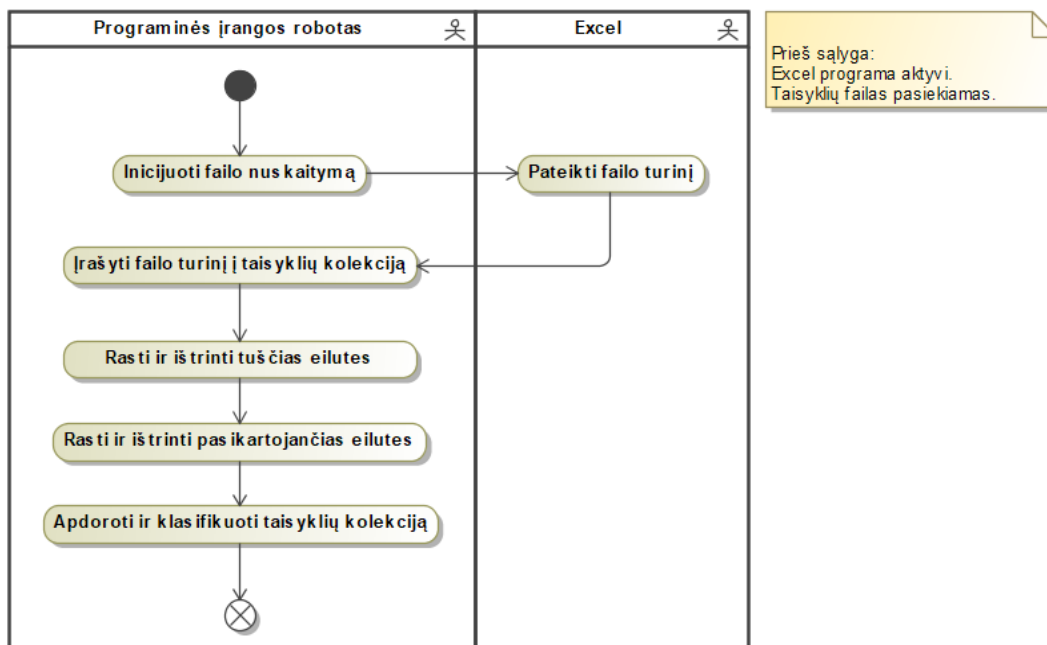 Programinės įrangos robotas
Excel
Prieš sąlyga:
Excel programa aktyvi.
Taisyklių failas pasiekiamas.
Inicijuoti failo nuskaitymą
Pateikti failo turinį
Įrašyti failo turinį į taisyklių kolekciją
Rasti ir ištrinti tuščias eilutes
Rasti ir ištrinti pasikartojančias eilutes
Apdoroti ir klasifikuoti taisyklių kolekciją